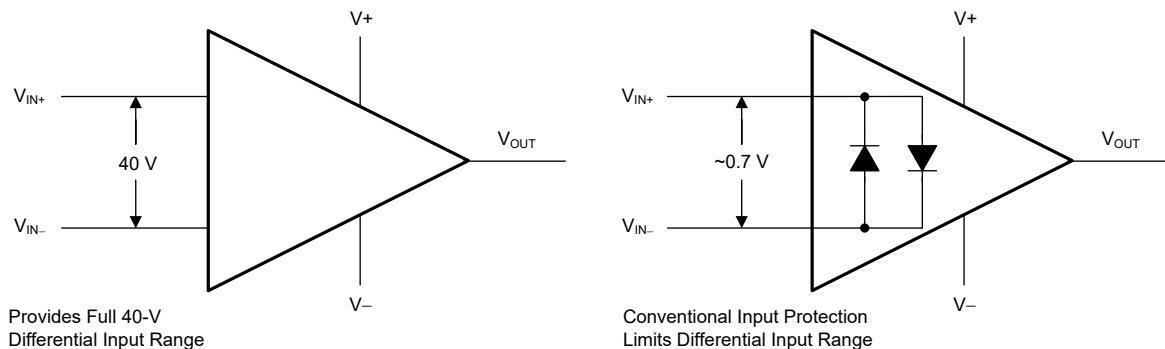 V+
VIN+
40 V
VOUT
VIN–
V–
Provides Full 40-V
Differential Input Range
V+
VIN+
~0.7 V
VOUT
VIN–
V–
Conventional Input Protection
Limits Differential Input Range